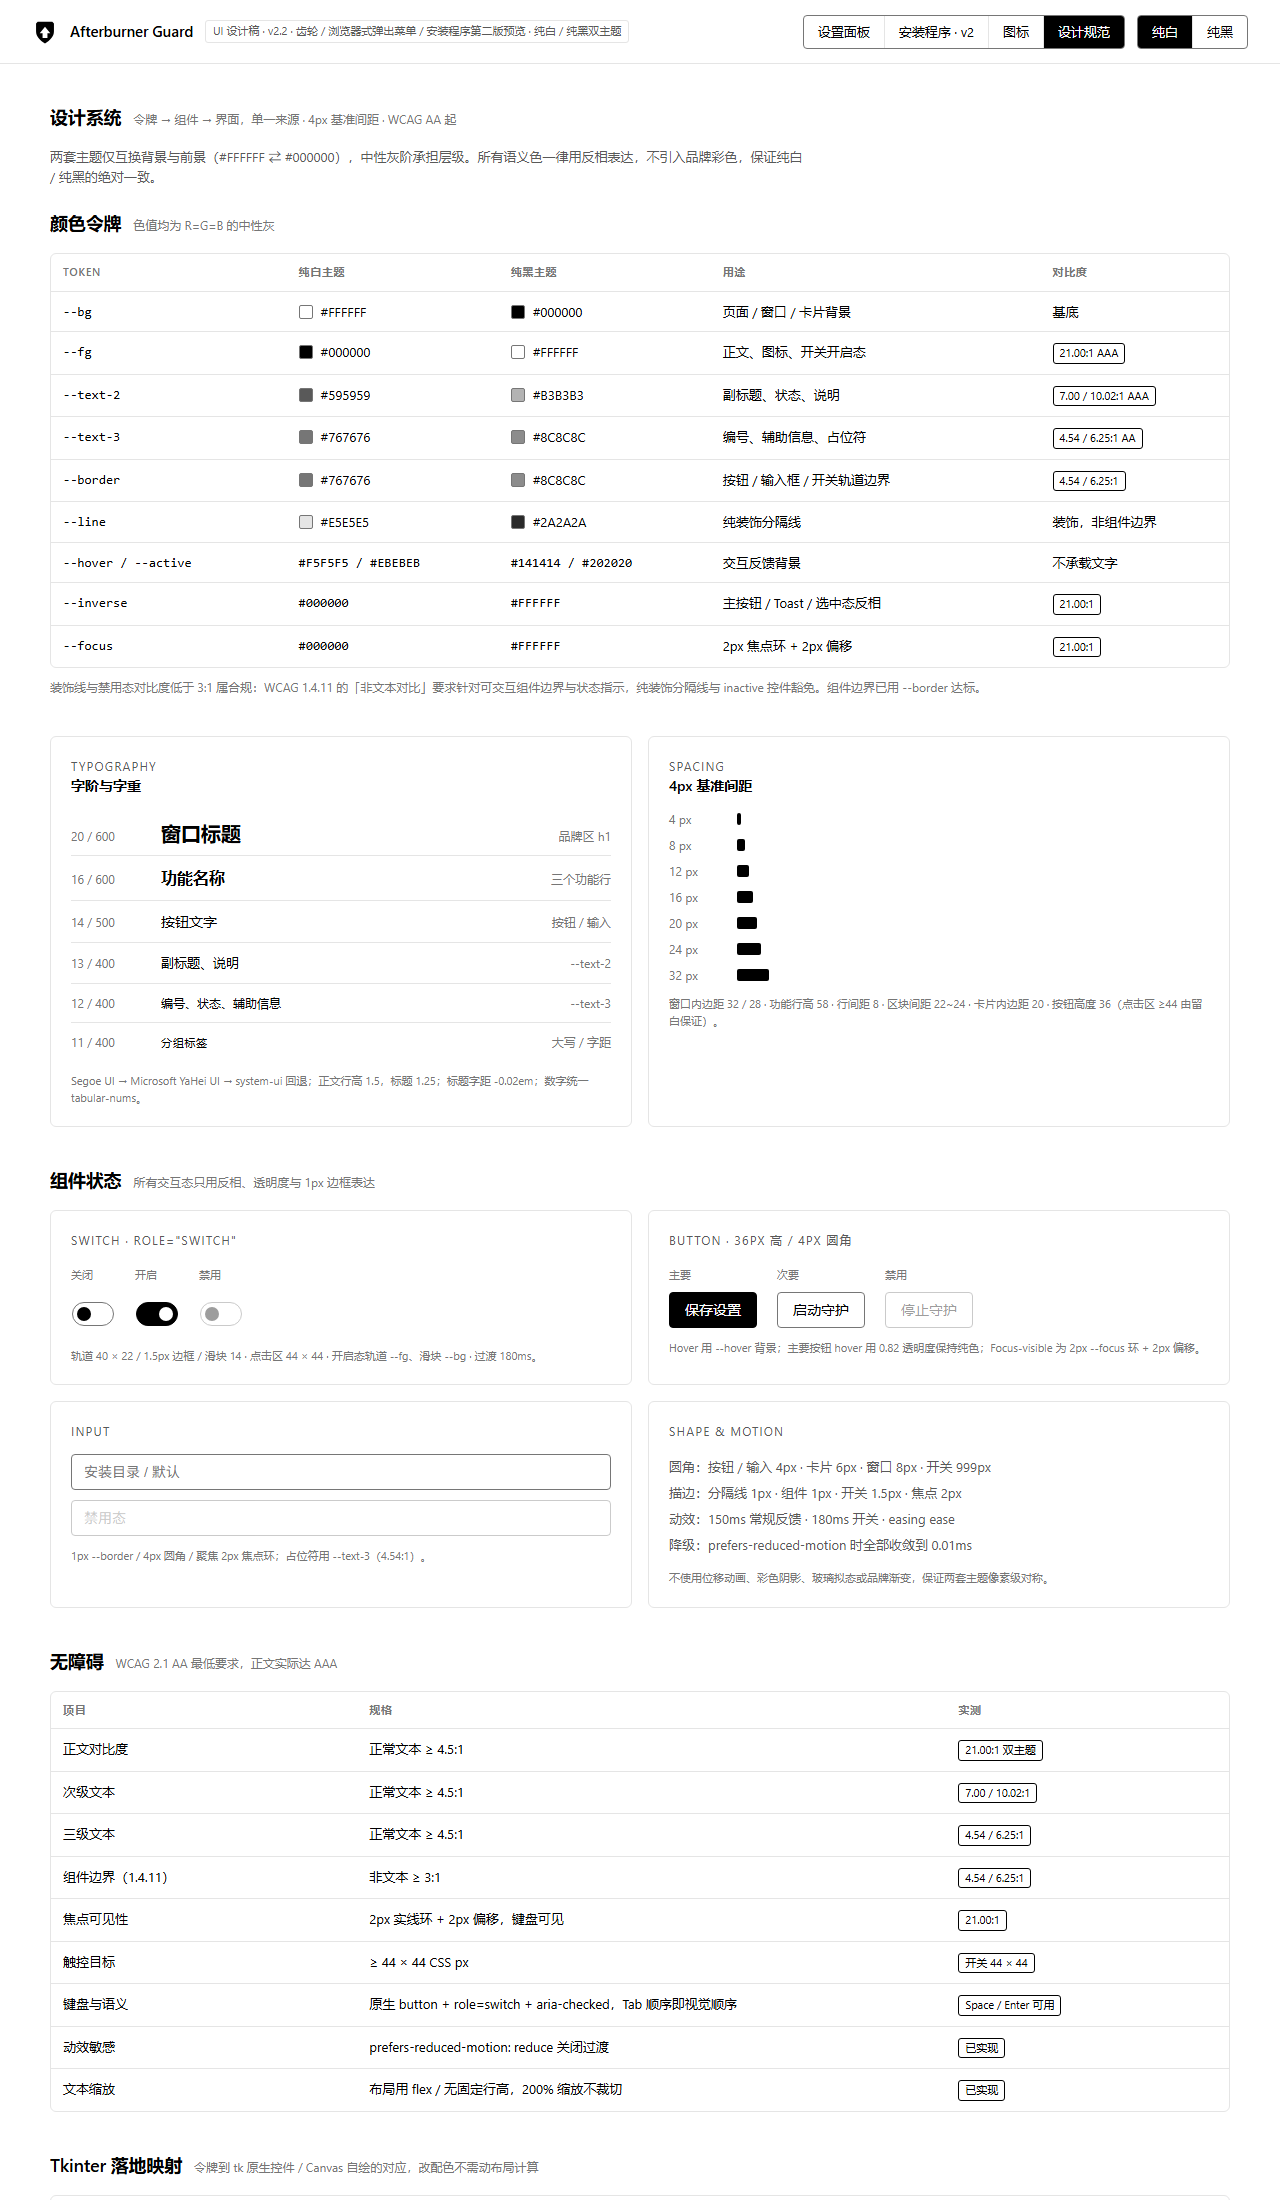 Afterburner Guard
UI 设计稿 · v2.2 · 齿轮 / 浏览器式弹出菜单 / 安装程序第二版预览 · 纯白 / 纯黑双主题
设置面板 安装程序 · v2 图标 设计规范 纯白 纯黑
设计系统 令牌 → 组件 → 界面，单一来源 · 4px 基准间距 · WCAG AA 起
两套主题仅互换背景与前景（#FFFFFF ⇄ #000000），中性灰阶承担层级。所有语义色一律用反相表达，不引入品牌彩色，保证纯白
/ 纯黑的绝对一致。
颜色令牌 色值均为 R=G=B 的中性灰
TOKEN 纯白主题 纯黑主题 用途 对比度
--bg #FFFFFF #000000 页面 / 窗口 / 卡片背景 基底
--fg #000000 #FFFFFF 正文、图标、开关开启态 21.00:1 AAA
--text-2 #595959 #B3B3B3 副标题、状态、说明 7.00 / 10.02:1 AAA
--text-3 #767676 #8C8C8C 编号、辅助信息、占位符 4.54 / 6.25:1 AA
--border #767676 #8C8C8C 按钮 / 输入框 / 开关轨道边界 4.54 / 6.25:1
--line #E5E5E5 #2A2A2A 纯装饰分隔线 装饰，非组件边界
--hover / --active #F5F5F5 / #EBEBEB #141414 / #202020 交互反馈背景 不承载文字
--inverse #000000 #FFFFFF 主按钮 / Toast / 选中态反相 21.00:1
--focus #000000 #FFFFFF 2px 焦点环 + 2px 偏移 21.00:1
装饰线与禁用态对比度低于 3:1 属合规：WCAG 1.4.11 的「非文本对比」要求针对可交互组件边界与状态指示，纯装饰分隔线与 inactive 控件豁免。组件边界已用 --border 达标。
TYPOGRAPHY
字阶与字重
20 / 600 窗口标题 品牌区 h1
16 / 600 功能名称 三个功能行
14 / 500 按钮文字 按钮 / 输入
13 / 400 副标题、说明 --text-2
12 / 400 编号、状态、辅助信息 --text-3
11 / 400 分组标签 大写 / 字距
Segoe UI → Microsoft YaHei UI → system-ui 回退；正文行高 1.5，标题 1.25；标题字距 -0.02em；数字统一
tabular-nums。
SPACING
4px 基准间距
4 px
8 px
12 px
16 px
20 px
24 px
32 px
窗口内边距 32 / 28 · 功能行高 58 · 行间距 8 · 区块间距 22~24 · 卡片内边距 20 · 按钮高度 36（点击区 ≥44 由留
白保证）。
组件状态 所有交互态只用反相、透明度与 1px 边框表达
SWITCH · ROLE="SWITCH"
关闭 开启 禁用
轨道 40 × 22 / 1.5px 边框 / 滑块 14 · 点击区 44 × 44 · 开启态轨道 --fg、滑块 --bg · 过渡 180ms。
BUTTON · 36PX 高 / 4PX 圆角
主要 次要 禁用
保存设置 启动守护 停止守护
Hover 用 --hover 背景；主要按钮 hover 用 0.82 透明度保持纯色；Focus-visible 为 2px --focus 环 + 2px 偏移。
INPUT
安装目录 / 默认
禁用态
1px --border / 4px 圆角 / 聚焦 2px 焦点环；占位符用 --text-3（4.54:1）。
SHAPE & MOTION
圆角：按钮 / 输入 4px · 卡片 6px · 窗口 8px · 开关 999px
描边：分隔线 1px · 组件 1px · 开关 1.5px · 焦点 2px
动效：150ms 常规反馈 · 180ms 开关 · easing ease
降级：prefers-reduced-motion 时全部收敛到 0.01ms
不使用位移动画、彩色阴影、玻璃拟态或品牌渐变，保证两套主题像素级对称。
无障碍 WCAG 2.1 AA 最低要求，正文实际达 AAA
项目 规格 实测
正文对比度 正常文本 ≥ 4.5:1 21.00:1 双主题
次级文本 正常文本 ≥ 4.5:1 7.00 / 10.02:1
三级文本 正常文本 ≥ 4.5:1 4.54 / 6.25:1
组件边界（1.4.11） 非文本 ≥ 3:1 4.54 / 6.25:1
焦点可见性 2px 实线环 + 2px 偏移，键盘可见 21.00:1
触控目标 ≥ 44 × 44 CSS px 开关 44 × 44
键盘与语义 原生 button + role=switch + aria-checked，Tab 顺序即视觉顺序 Space / Enter 可用
动效敏感 prefers-reduced-motion: reduce 关闭过渡 已实现
文本缩放 布局用 flex / 无固定行高，200% 缩放不裁切 已实现
Tkinter 落地映射 令牌到 tk 原生控件 / Canvas 自绘的对应，改配色不需动布局计算